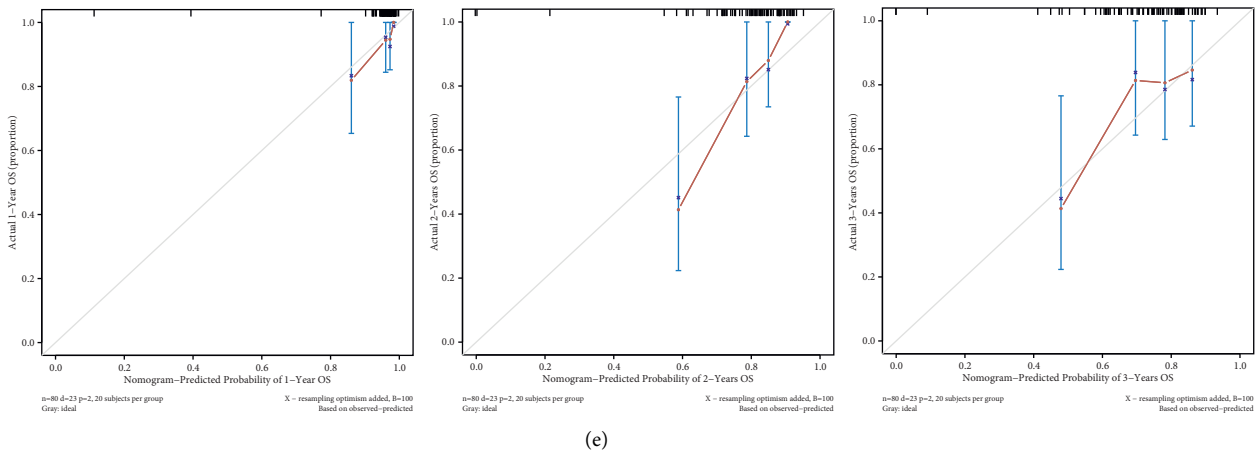 1.0
0.8
0.6
0.4
0.2
0.0
Actual 1−Year OS (proportion)
0.0 0.2 0.4 0.6 0.8 1.0
Nomogram−Predicted Probability of 1−Year OS
n=80 d=23 p=2, 20 subjects per group
Gray: ideal
X − resampling optimism added, B=100
Based on observed−predicted
1.0
0.8
0.6
0.4
0.2
0.0
Actual 2−Years OS (proportion)
0.0 0.2 0.4 0.6 0.8 1.0
Nomogram−Predicted Probability of 2−Years OS
n=80 d=23 p=2, 20 subjects per group
Gray: ideal
X − resampling optimism added, B=100
Based on observed−predicted
1.0
0.8
0.6
0.4
0.2
0.0
Actual 3−Years OS (proportion)
0.0 0.2 0.4 0.6 0.8 1.0
Nomogram−Predicted Probability of 3−Years OS
n=80 d=23 p=2, 20 subjects per group
Gray: ideal
X − resampling optimism added, B=100
Based on observed−predicted
(e)